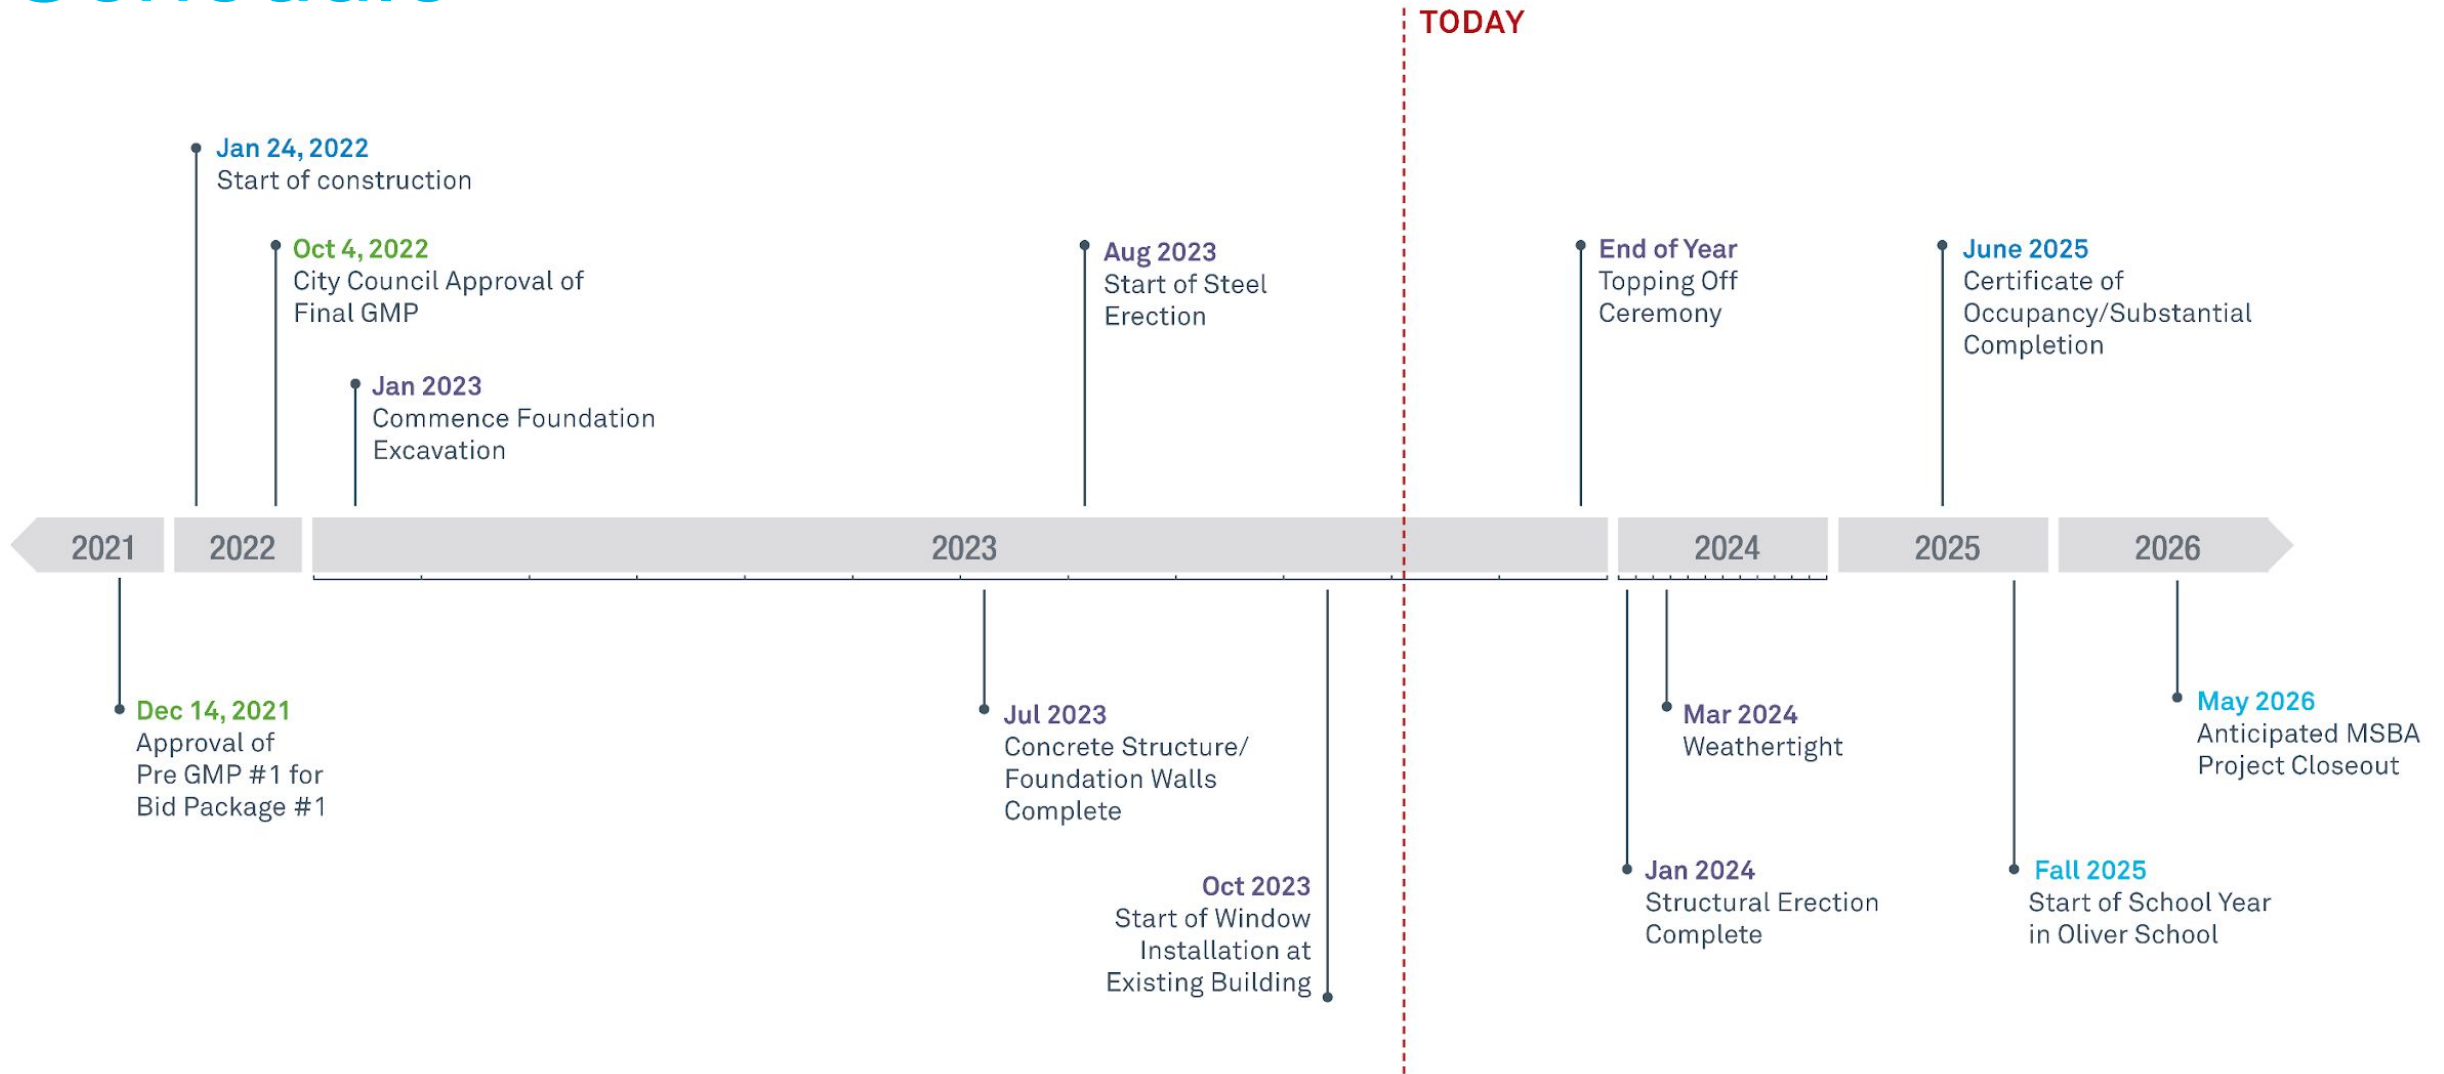 TODAY
Jan 24, 2022
Start of construction
Oct 4, 2022
City Council Approval of
Final GMP
Jan 2023
Commence Foundation
Excavation
Aug 2023
Start of Steel
Erection
End of Year
Topping Off
Ceremony
June 2025
Certificate of
Occupancy/Substantial
Completion
2021
2022
2023
2024
2025
2026
Dec 14, 2021
Approval of
Pre GMP #1 for
Bid Package #1
Jul 2023
Concrete Structure/
Foundation Walls
Complete
Oct 2023
Start of Window
Installation at
Existing Building
Mar 2024
Weathertight
Jan 2024
Structural Erection
Complete
Fall 2025
Start of School Year
in Oliver School
May 2026
Anticipated MSBA
Project Closeout